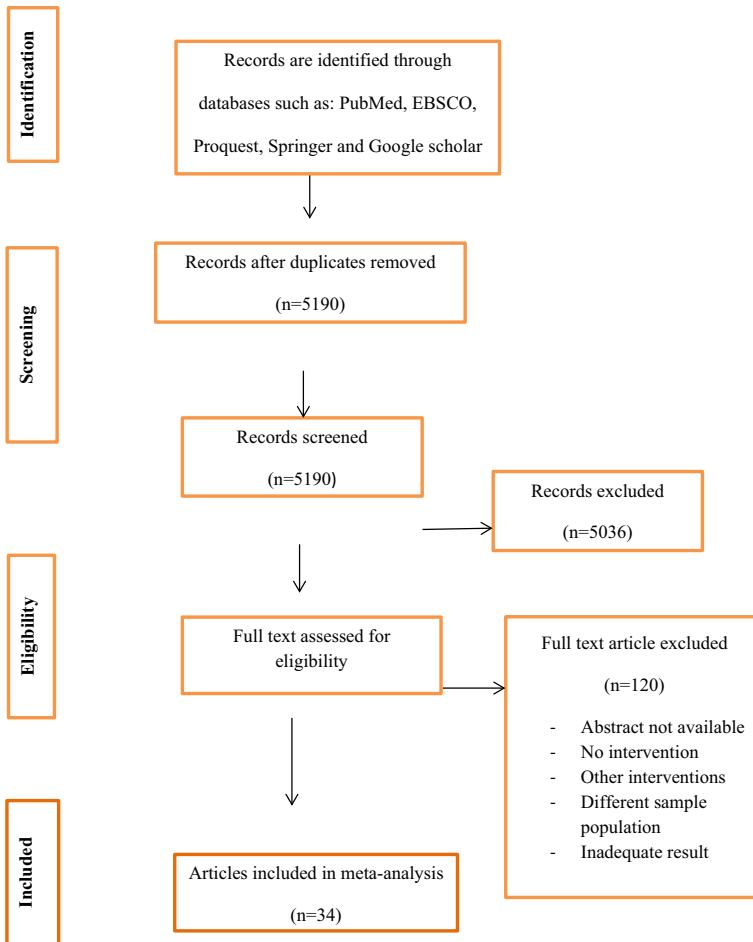 Identification
Records are identified through
databases such as: PubMed, EBSCO,
Proquest, Springer and Google scholar
Screening
Records after duplicates removed
(n=5190)
Records screened
(n=5190)
Records excluded
(n=5036)
Eligibility
Full text assessed for
eligibility
Full text article excluded
(n=120)
- Abstract not available
- No intervention
- Other interventions
- Different sample
population
- Inadequate result
Included
Articles included in meta-analysis
(n=34)